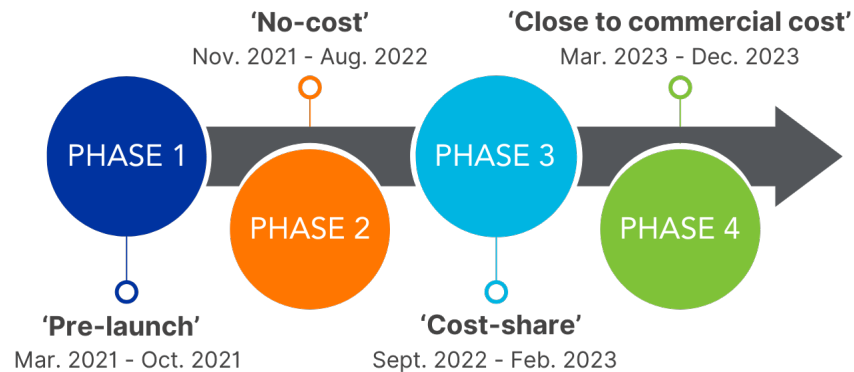 ‘No-cost’
Nov. 2021 - Aug. 2022
‘Close to commercial cost’
Mar. 2023 - Dec. 2023
PHASE 1
PHASE 2
PHASE 3
PHASE 4
‘Pre-launch’
Mar. 2021 - Oct. 2021
‘Cost-share’
Sept. 2022 - Feb. 2023